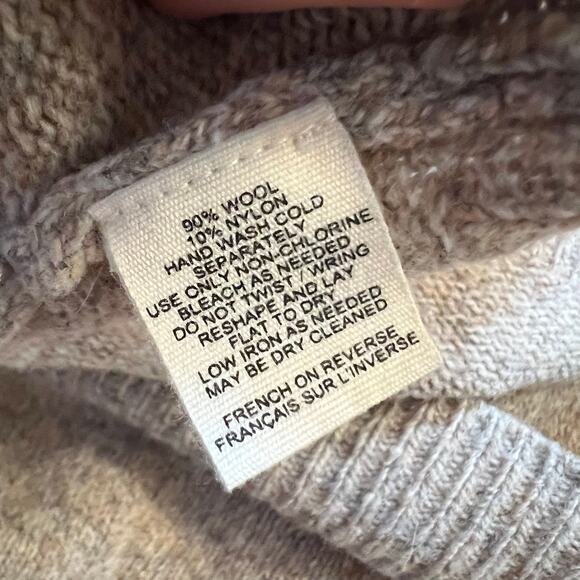 90% WOOL
10% NYLON
HAND WASH COLD
SEPARATELY
USE ONLY NON-CHLORINE
BLEACH AS NEEDED
DO NOT TWIST / WRING
RESHAPE AND LAY
FLAT TO DRY
LOW IRON AS NEEDED
MAY BE DRY CLEANED
FRENCH ON REVERSE
FRANÇAIS SUR L'INVERSE